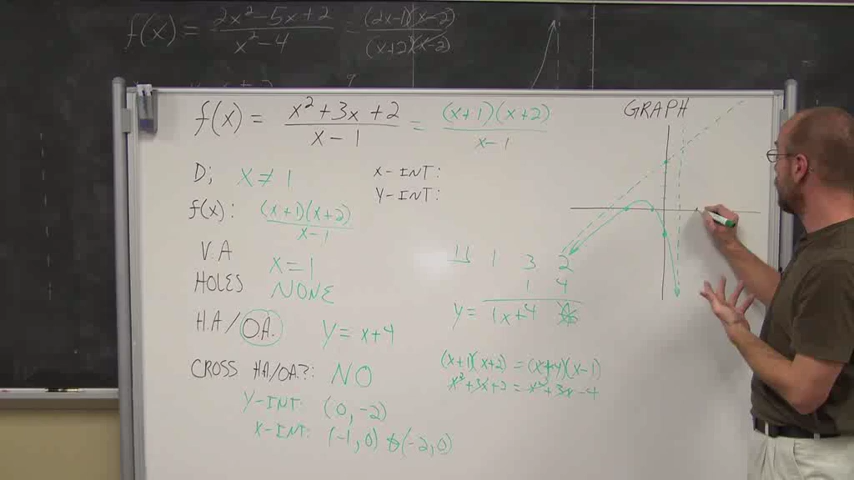 f(x) = 2x²-5x+2 / x²-4 = (2x-1)(x-2) / (x+2)(x-2)
f(x) = x²+3x+2 / x-1 = (x+1)(x+2) / x-1
GRAPH
D; x ≠ 1
X-INT:
Y-INT:
f(x): (x+1)(x+2) / x-1
V.A x=1
HOLES NONE
1| 1 3 2
1 4
y= 1x+4
H.A/O.A. y=x+4
CROSS HA/OA?: NO
(x+1)(x+2) = (x+4)(x-1)
x²+3x+2 = x²+3x-4
Y-INT: (0,-2)
X-INT: (-1,0) & (-2,0)